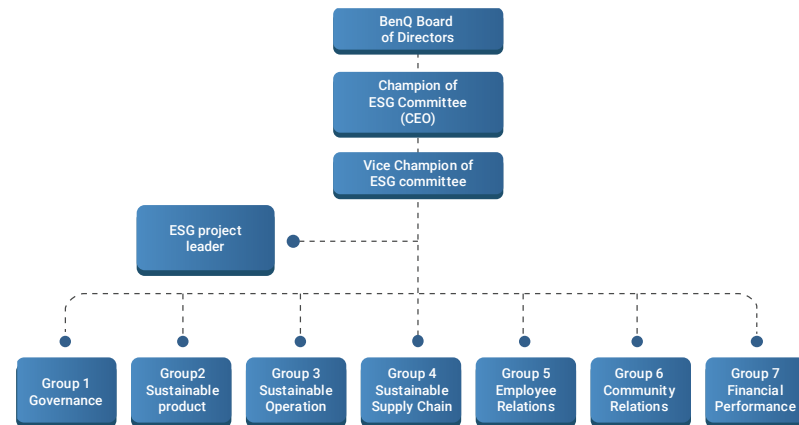 BenQ Board
of Directors
Champion of
ESG Committee
(CEO)
Vice Champion of
ESG committee
ESG project
leader
Group 1
Governance
Group2
Sustainable
product
Group 3
Sustainable
Operation
Group 4
Sustainable
Supply Chain
Group 5
Employee
Relations
Group 6
Community
Relations
Group 7
Financial
Performance